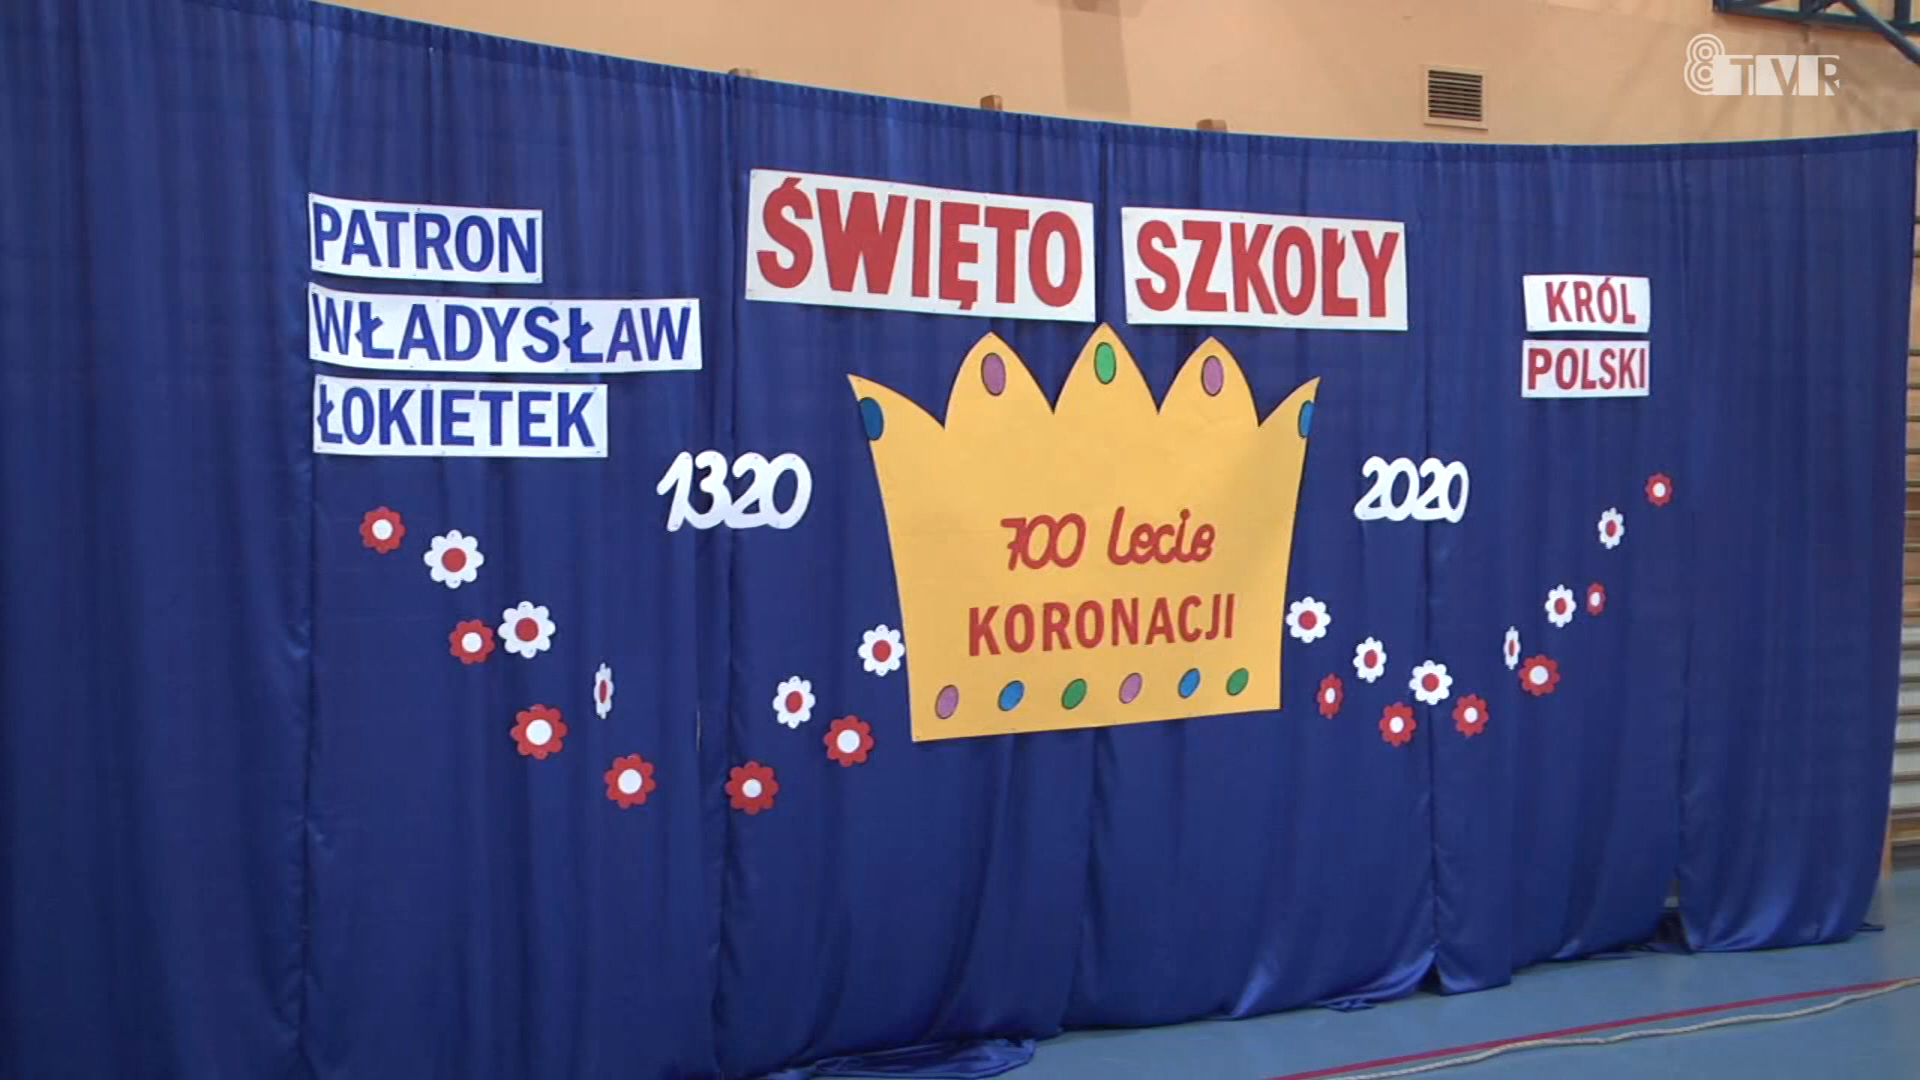 TVR
ŚWIĘTO SZKOŁY
PATRON
WŁADYSŁAW
ŁOKIETEK
KRÓL
POLSKI
1320
2020
700 lecie
KORONACJI